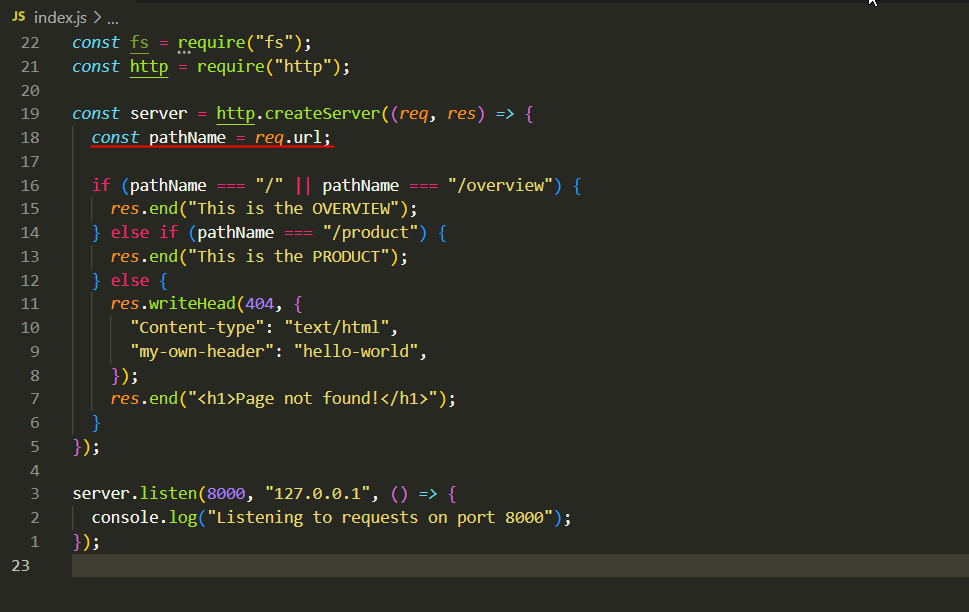 JS index.js > ...
22 const fs = require("fs");
21 const http = require("http");
20
19 const server = http.createServer((req, res) => {
18   const pathName = req.url;
17
16   if (pathName === "/" || pathName === "/overview") {
15     res.end("This is the OVERVIEW");
14   } else if (pathName === "/product") {
13     res.end("This is the PRODUCT");
12   } else {
11     res.writeHead(404, {
10       "Content-type": "text/html",
9       "my-own-header": "hello-world",
8     });
7     res.end("<h1>Page not found!</h1>");
6   }
5 });
4
3 server.listen(8000, "127.0.0.1", () => {
2   console.log("Listening to requests on port 8000");
1 });
23